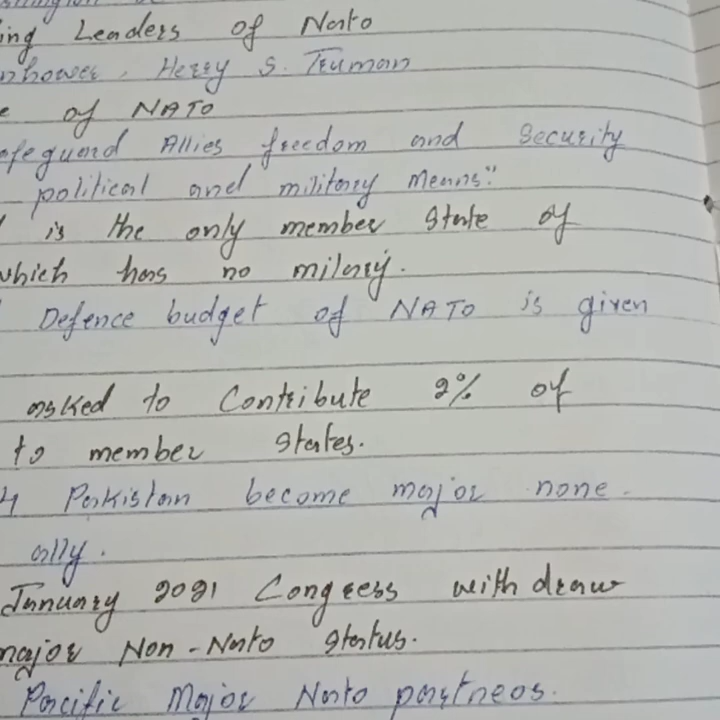 ing Leaders of Nato
nhower, Herry S. Truman
e of NATO
afeguard Allies freedom and Security
political and military Means."
is the only member State of
which has no milary.
Defence budget of NATO is given
asked to Contribute 2% of
to member States.
4 Pakistan become major none.
ally.
January 2021 Congress withdraw
major Non-Nato Status.
Pacific Major Nato partneos.